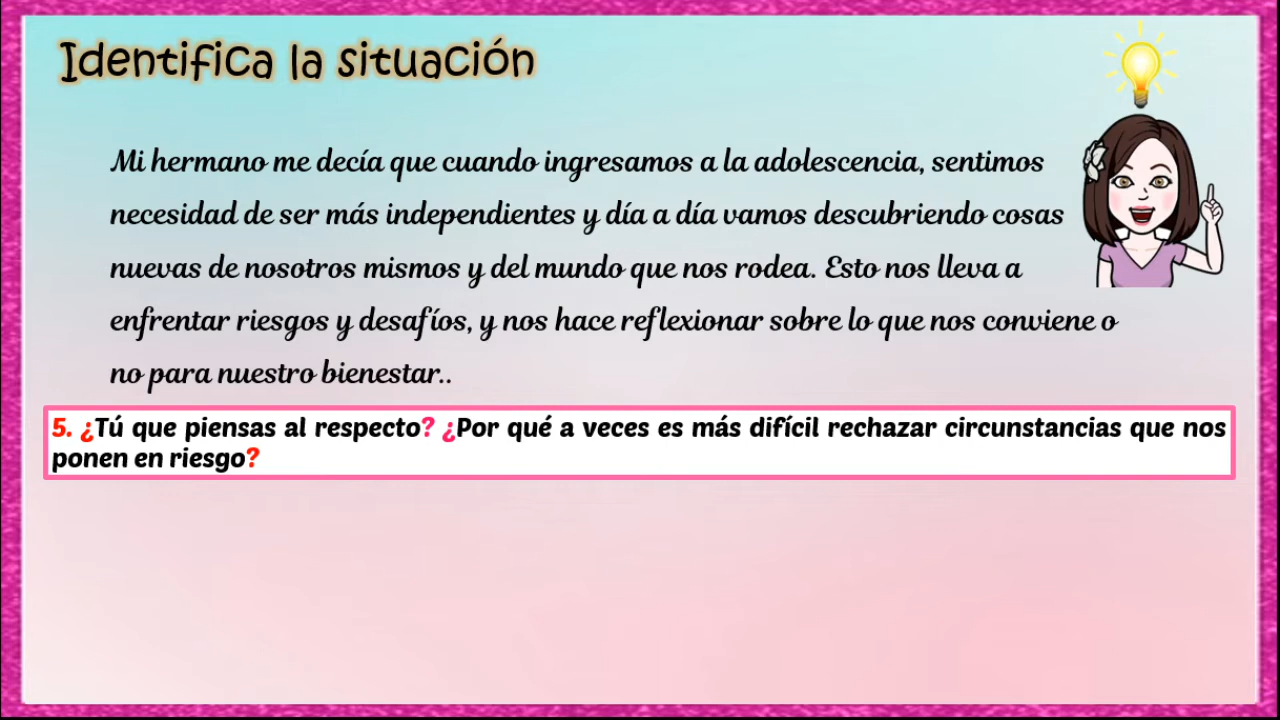 Identifica la situación
Mi hermano me decía que cuando ingresamos a la adolescencia, sentimos
necesidad de ser más independientes y día a día vamos descubriendo cosas
nuevas de nosotros mismos y del mundo que nos rodea. Esto nos lleva a
enfrentar riesgos y desafíos, y nos hace reflexionar sobre lo que nos conviene o
no para nuestro bienestar..
5. ¿Tú que piensas al respecto? ¿Por qué a veces es más difícil rechazar circunstancias que nos
ponen en riesgo?